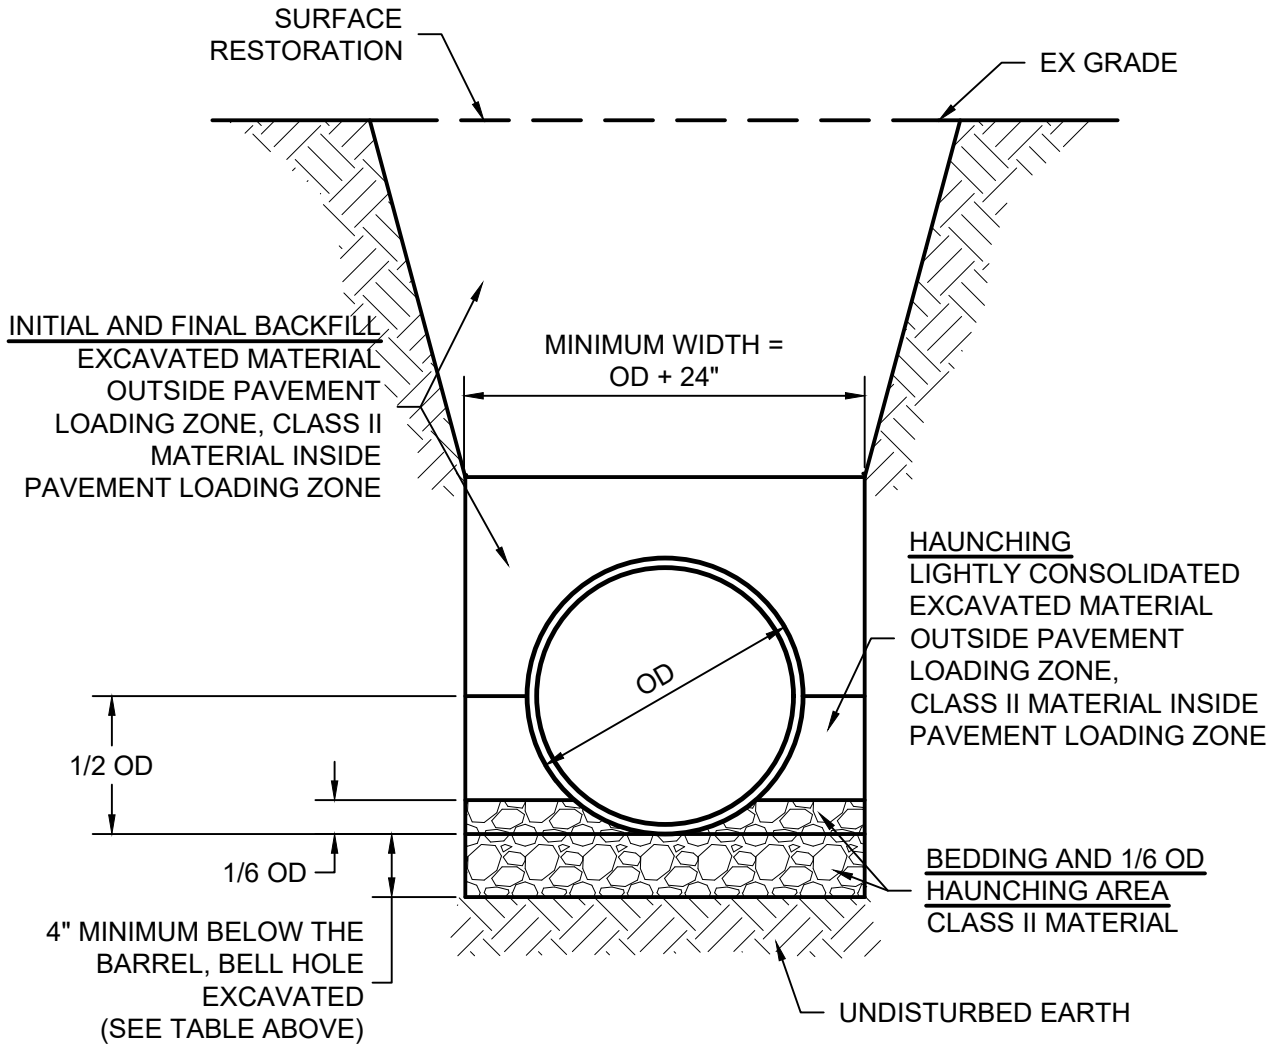 SURFACE
RESTORATION
EX GRADE
INITIAL AND FINAL BACKFILL
EXCAVATED MATERIAL
OUTSIDE PAVEMENT
LOADING ZONE, CLASS II
MATERIAL INSIDE
PAVEMENT LOADING ZONE
MINIMUM WIDTH =
OD + 24"
HAUNCHING
LIGHTLY CONSOLIDATED
EXCAVATED MATERIAL
OUTSIDE PAVEMENT
LOADING ZONE,
CLASS II MATERIAL INSIDE
PAVEMENT LOADING ZONE
OD
1/2 OD
1/6 OD
BEDDING AND 1/6 OD
HAUNCHING AREA
CLASS II MATERIAL
4" MINIMUM BELOW THE
BARREL, BELL HOLE
EXCAVATED
(SEE TABLE ABOVE)
UNDISTURBED EARTH